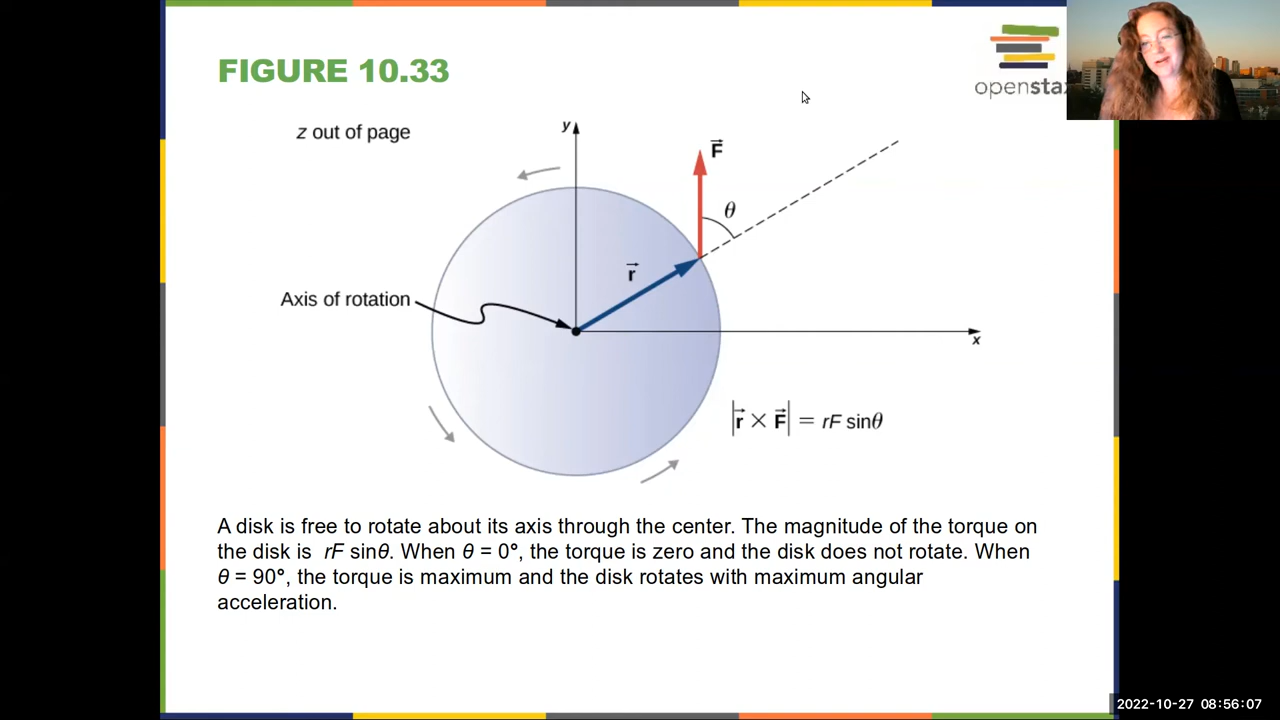 FIGURE 10.33
openstax
z out of page
y
F
θ
r
Axis of rotation
x
|r × F| = rF sinθ
A disk is free to rotate about its axis through the center. The magnitude of the torque on
the disk is rF sinθ. When θ = 0°, the torque is zero and the disk does not rotate. When
θ = 90°, the torque is maximum and the disk rotates with maximum angular
acceleration.
2022-10-27 08:56:07